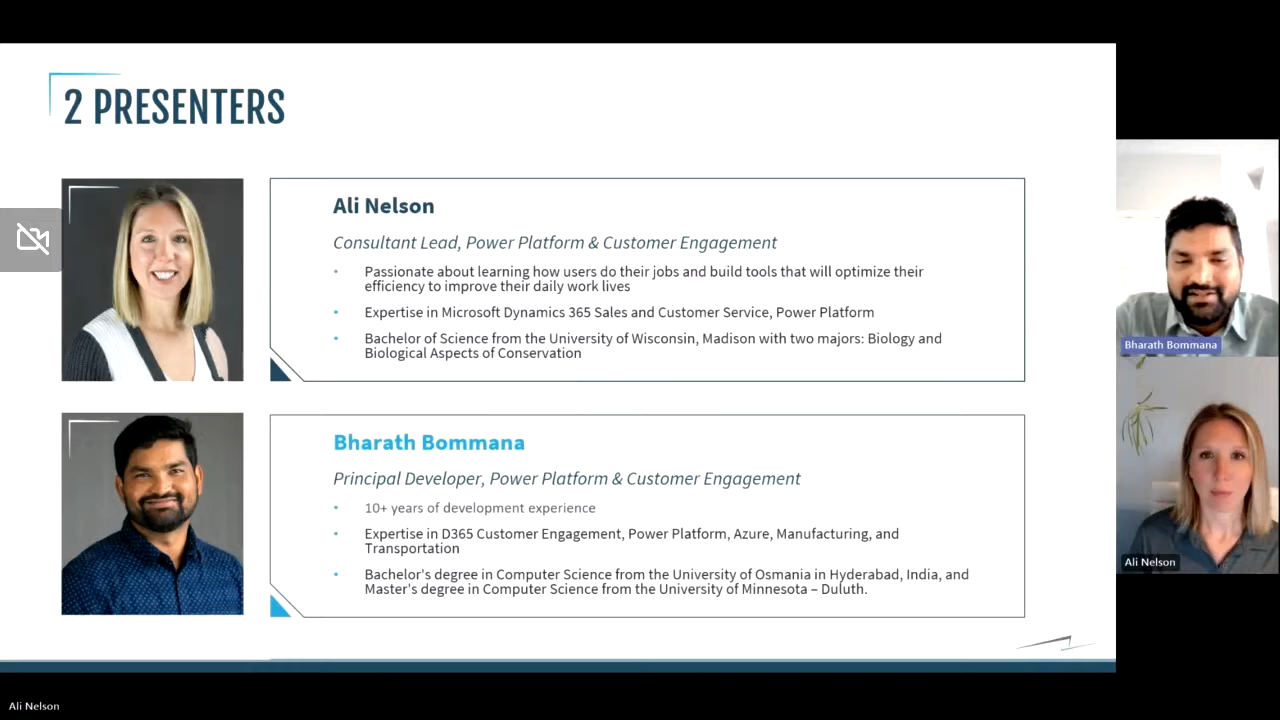 2 PRESENTERS
Ali Nelson
Consultant Lead, Power Platform & Customer Engagement
• Passionate about learning how users do their jobs and build tools that will optimize their
efficiency to improve their daily work lives
• Expertise in Microsoft Dynamics 365 Sales and Customer Service, Power Platform
• Bachelor of Science from the University of Wisconsin, Madison with two majors: Biology and
Biological Aspects of Conservation
Bharath Bommana
Principal Developer, Power Platform & Customer Engagement
• 10+ years of development experience
• Expertise in D365 Customer Engagement, Power Platform, Azure, Manufacturing, and
Transportation
• Bachelor's degree in Computer Science from the University of Osmania in Hyderabad, India, and
Master's degree in Computer Science from the University of Minnesota – Duluth.
Bharath Bommana
Ali Nelson
Ali Nelson